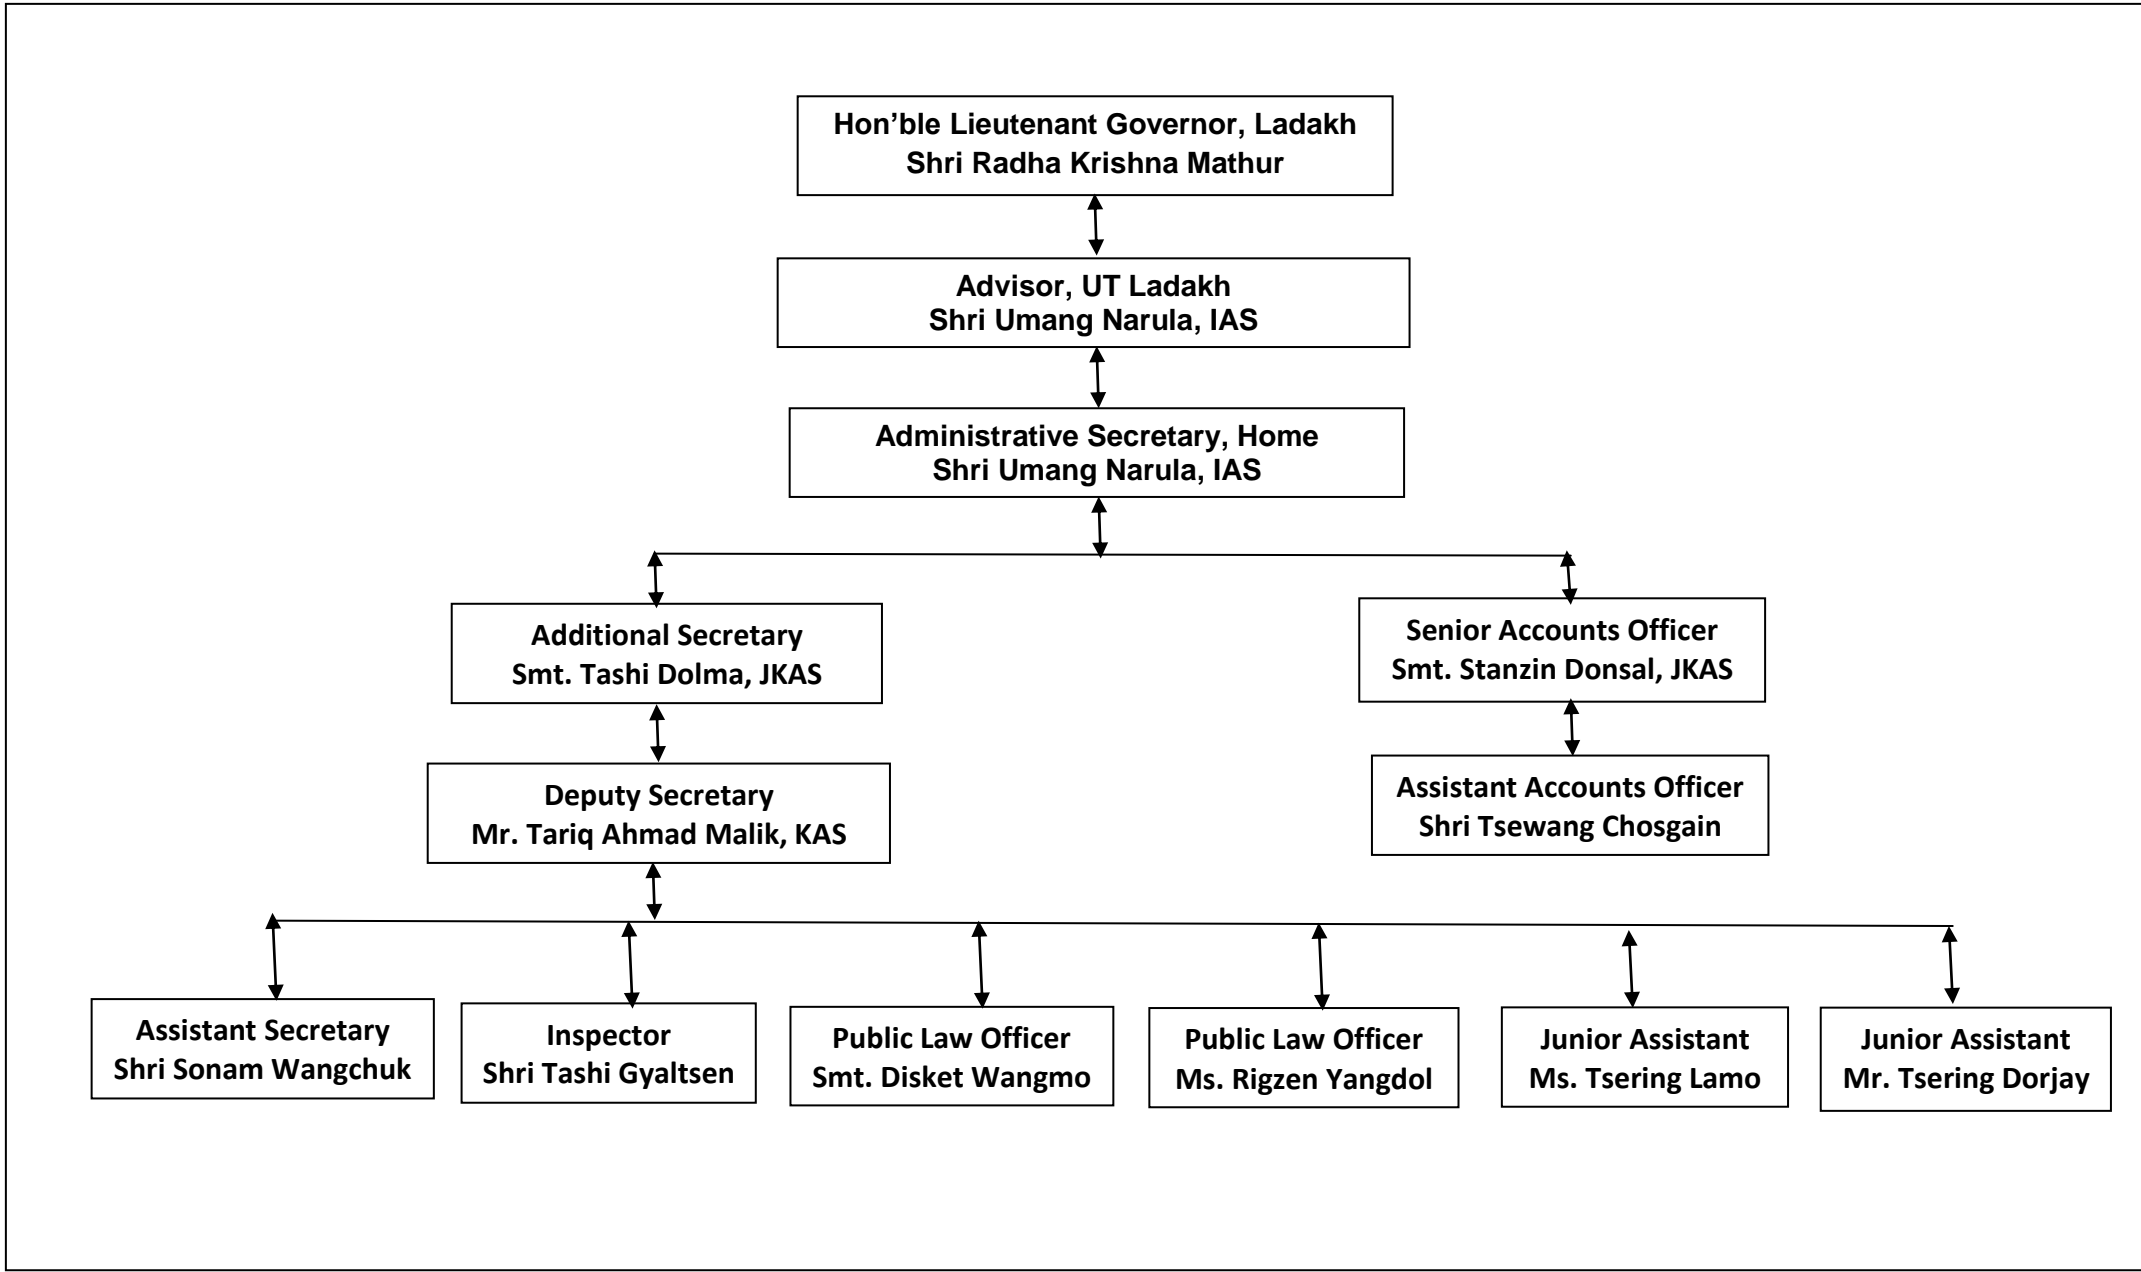 Hon’ble Lieutenant Governor, Ladakh
Shri Radha Krishna Mathur
Advisor, UT Ladakh
Shri Umang Narula, IAS
Administrative Secretary, Home
Shri Umang Narula, IAS
Additional Secretary
Smt. Tashi Dolma, JKAS
Senior Accounts Officer
Smt. Stanzin Donsal, JKAS
Deputy Secretary
Mr. Tariq Ahmad Malik, KAS
Assistant Accounts Officer
Shri Tsewang Chosgain
Assistant Secretary
Shri Sonam Wangchuk
Inspector
Shri Tashi Gyaltsen
Public Law Officer
Smt. Disket Wangmo
Public Law Officer
Ms. Rigzen Yangdol
Junior Assistant
Ms. Tsering Lamo
Junior Assistant
Mr. Tsering Dorjay